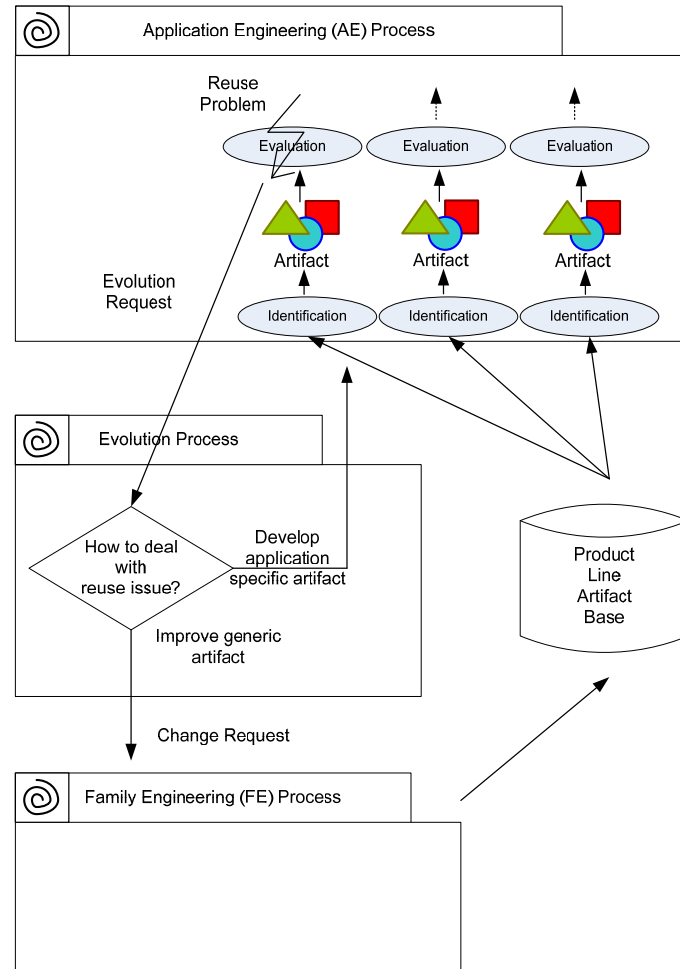 Application Engineering (AE) Process
Reuse
Problem
Evaluation
Evaluation
Evaluation
Artifact
Artifact
Artifact
Evolution
Request
Identification
Identification
Identification
Evolution Process
How to deal
with
reuse issue?
Develop
application
specific artifact
Improve generic
artifact
Product
Line
Artifact
Base
Change Request
Family Engineering (FE) Process